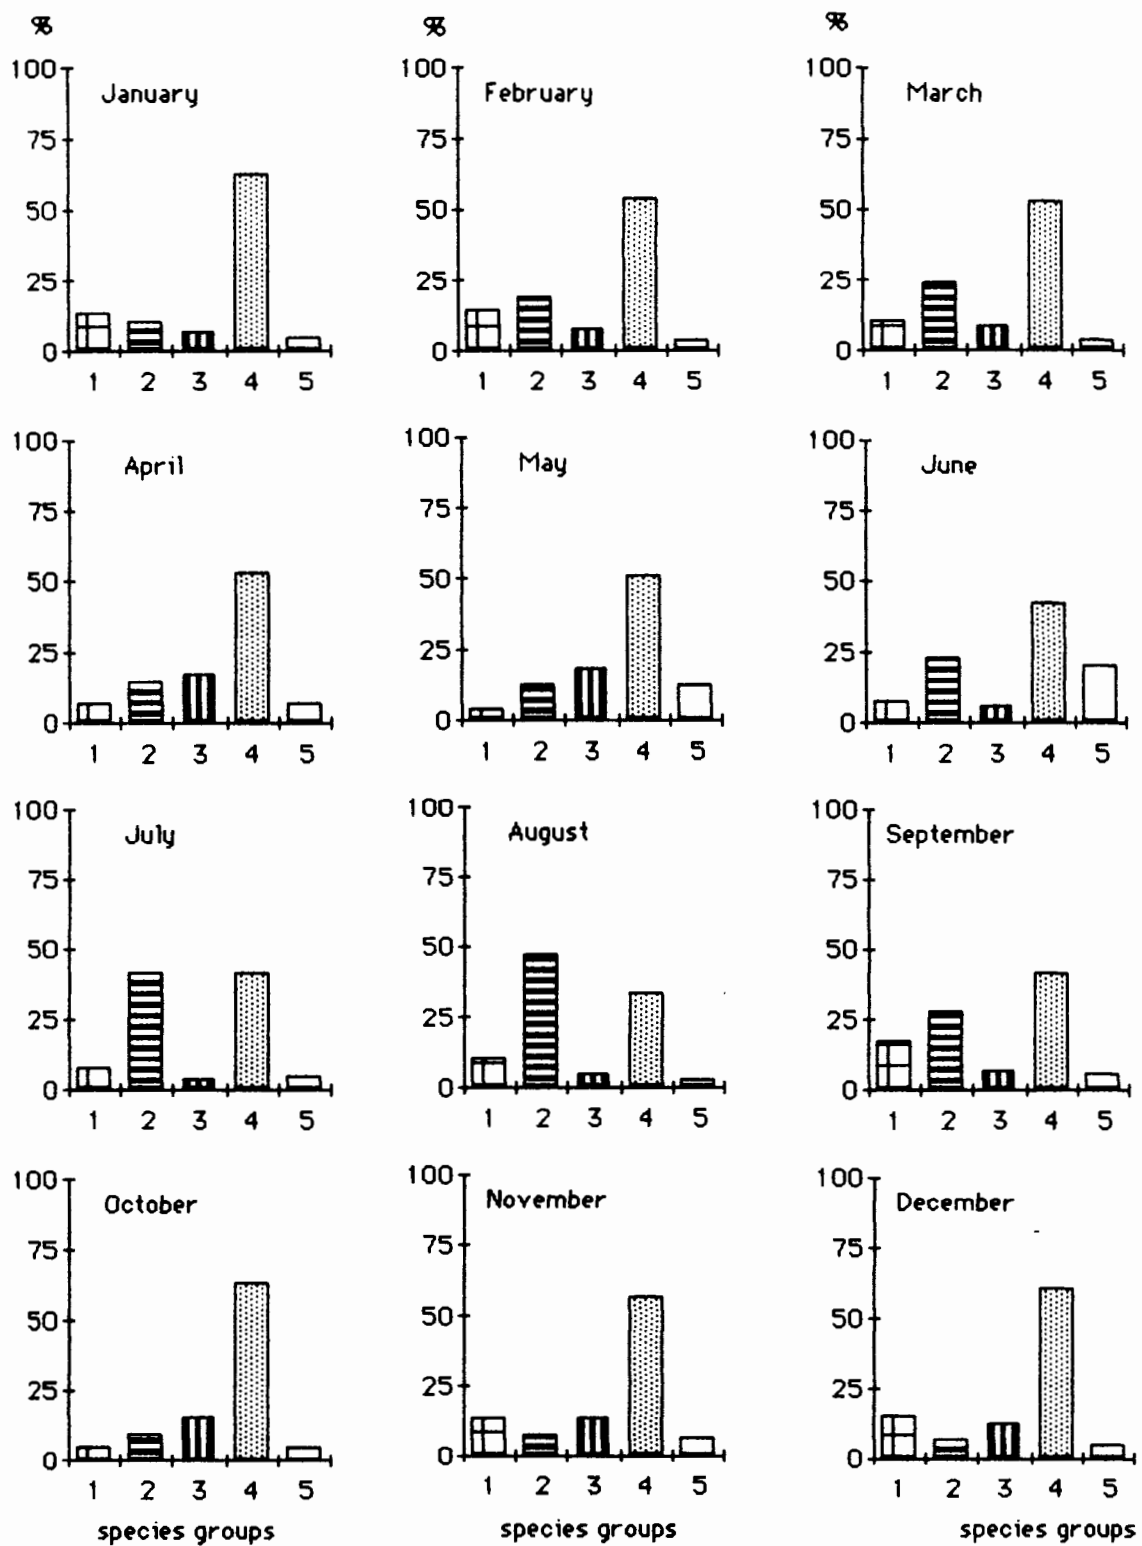 % % %
100 100 100
January February March
75 75 75
50 50 50
25 25 25
0 0 0
1 2 3 4 5 1 2 3 4 5 1 2 3 4 5
100 100 100
April May June
75 75 75
50 50 50
25 25 25
0 0 0
1 2 3 4 5 1 2 3 4 5 1 2 3 4 5
100 100 100
July August September
75 75 75
50 50 50
25 25 25
0 0 0
1 2 3 4 5 1 2 3 4 5 1 2 3 4 5
100 100 100
October November December
75 75 75
50 50 50
25 25 25
0 0 0
1 2 3 4 5 1 2 3 4 5 1 2 3 4 5
species groups species groups species groups